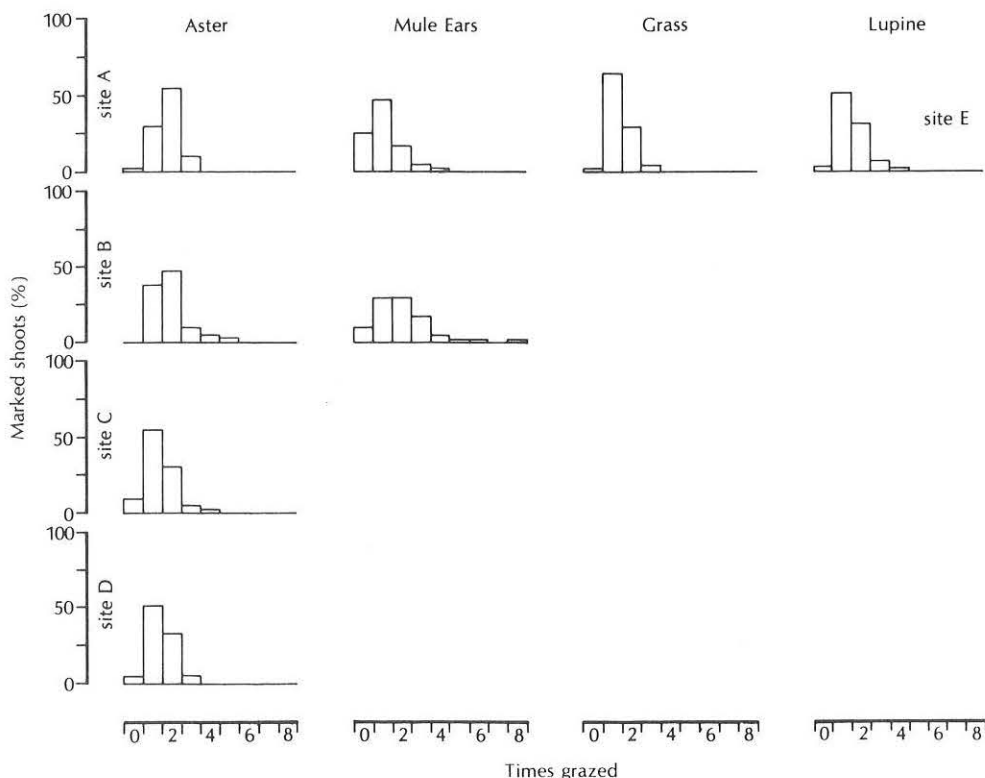 Aster Mule Ears Grass Lupine
100
50
0
site A
site E
100
50
0
site B
Marked shoots (%)
100
50
0
site C
100
50
0
site D
0 2 4 6 8 0 2 4 6 8 0 2 4 6 8 0 2 4 6 8
Times grazed